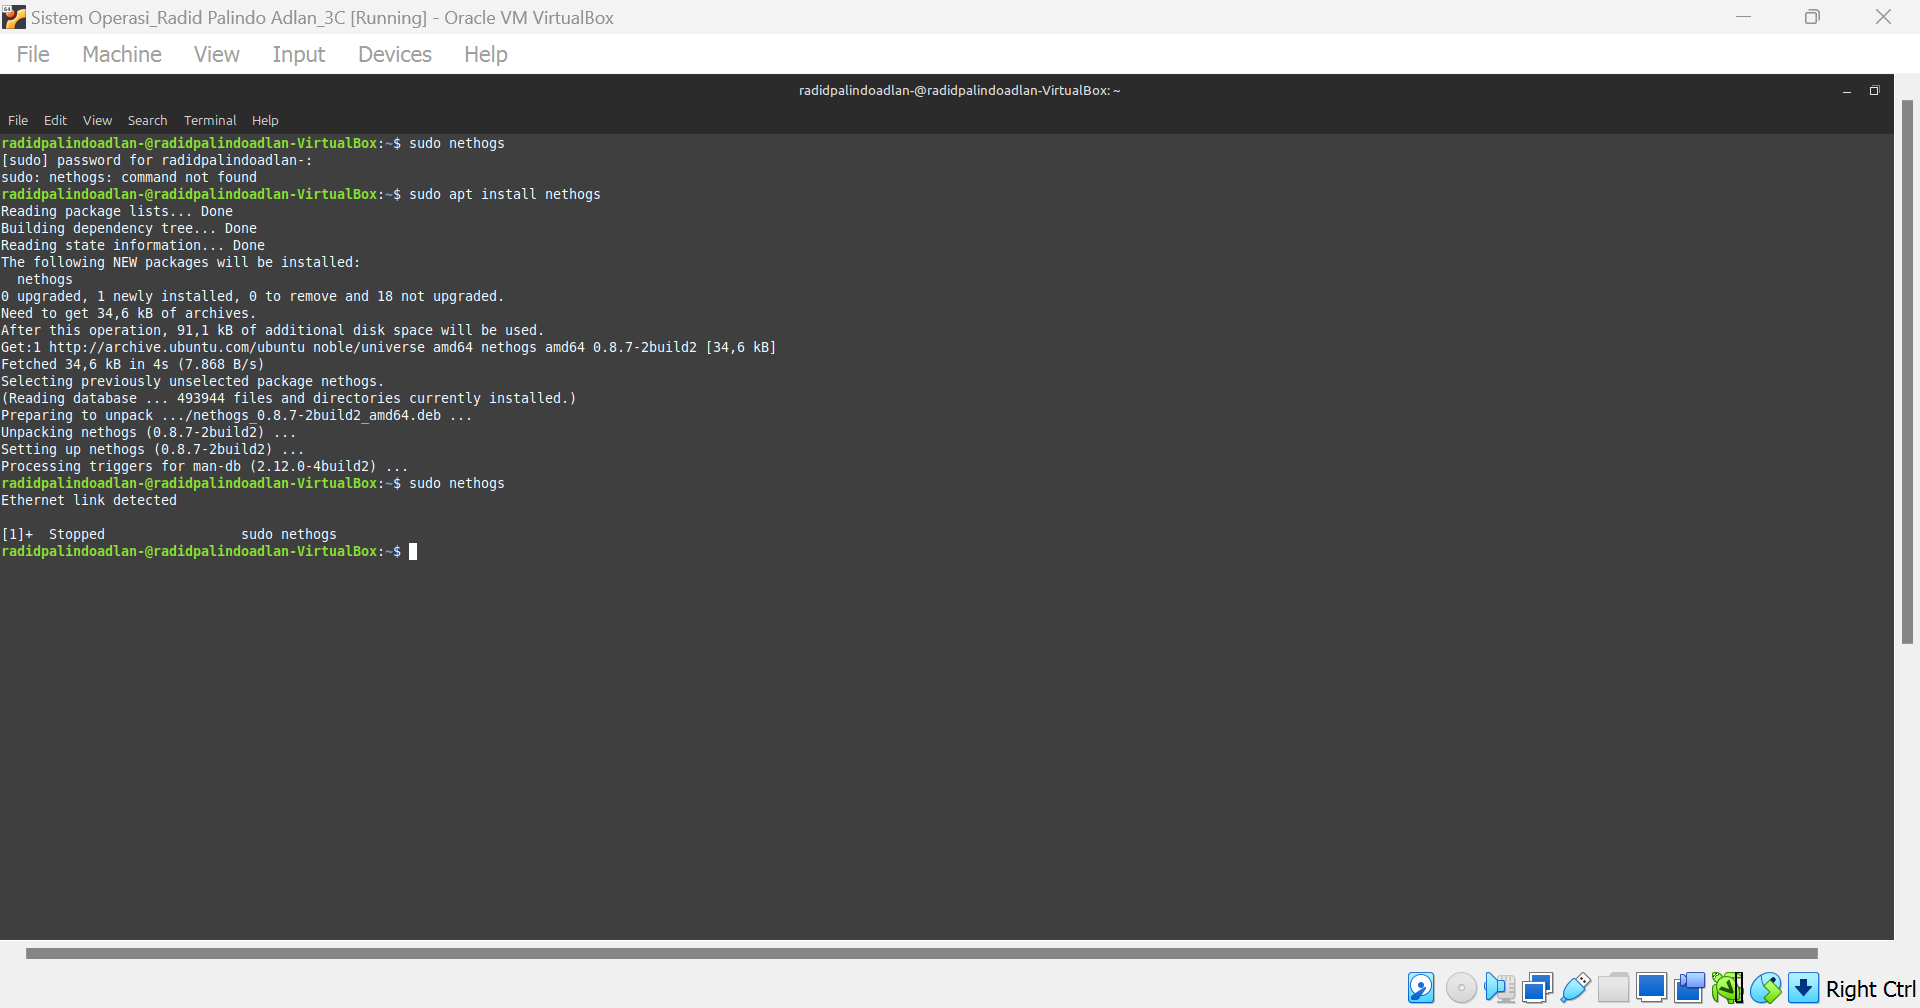 Sistem Operasi_Radid Palindo Adlan_3C [Running] - Oracle VM VirtualBox
File Machine View Input Devices Help
radidpalindoadlan-@radidpalindoadlan-VirtualBox: ~
File Edit View Search Terminal Help
radidpalindoadlan-@radidpalindoadlan-VirtualBox:~$ sudo nethogs
[sudo] password for radidpalindoadlan-:
sudo: nethogs: command not found
radidpalindoadlan-@radidpalindoadlan-VirtualBox:~$ sudo apt install nethogs
Reading package lists... Done
Building dependency tree... Done
Reading state information... Done
The following NEW packages will be installed:
  nethogs
0 upgraded, 1 newly installed, 0 to remove and 18 not upgraded.
Need to get 34,6 kB of archives.
After this operation, 91,1 kB of additional disk space will be used.
Get:1 http://archive.ubuntu.com/ubuntu noble/universe amd64 nethogs amd64 0.8.7-2build2 [34,6 kB]
Fetched 34,6 kB in 4s (7.868 B/s)
Selecting previously unselected package nethogs.
(Reading database ... 493944 files and directories currently installed.)
Preparing to unpack .../nethogs_0.8.7-2build2_amd64.deb ...
Unpacking nethogs (0.8.7-2build2) ...
Setting up nethogs (0.8.7-2build2) ...
Processing triggers for man-db (2.12.0-4build2) ...
radidpalindoadlan-@radidpalindoadlan-VirtualBox:~$ sudo nethogs
Ethernet link detected
[1]+  Stopped                 sudo nethogs
radidpalindoadlan-@radidpalindoadlan-VirtualBox:~$
Right Ctrl